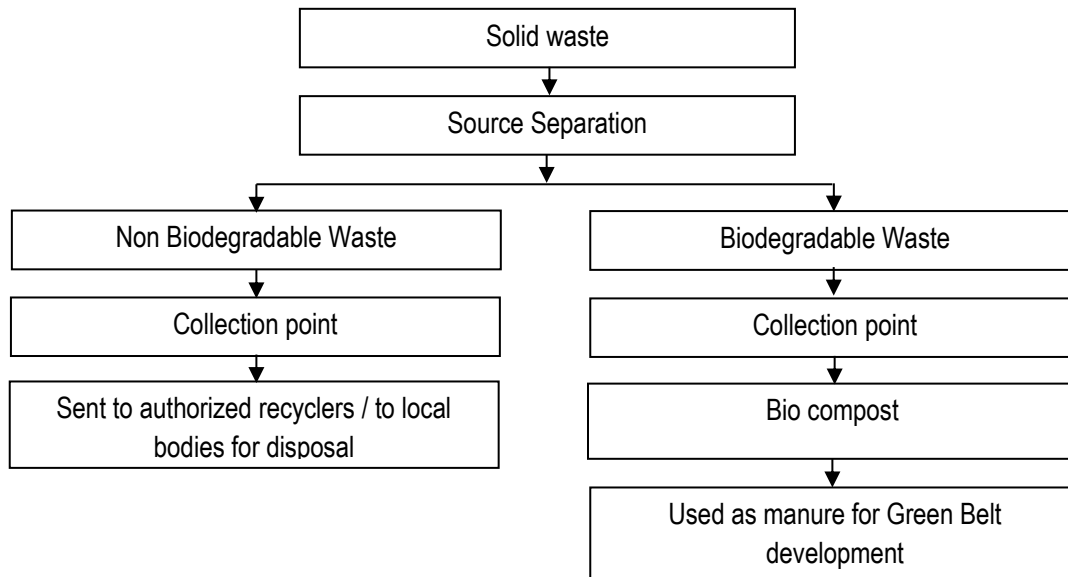 Solid waste
Source Separation
Non Biodegradable Waste
Biodegradable Waste
Collection point
Collection point
Sent to authorized recyclers / to local
bodies for disposal
Bio compost
Used as manure for Green Belt
development